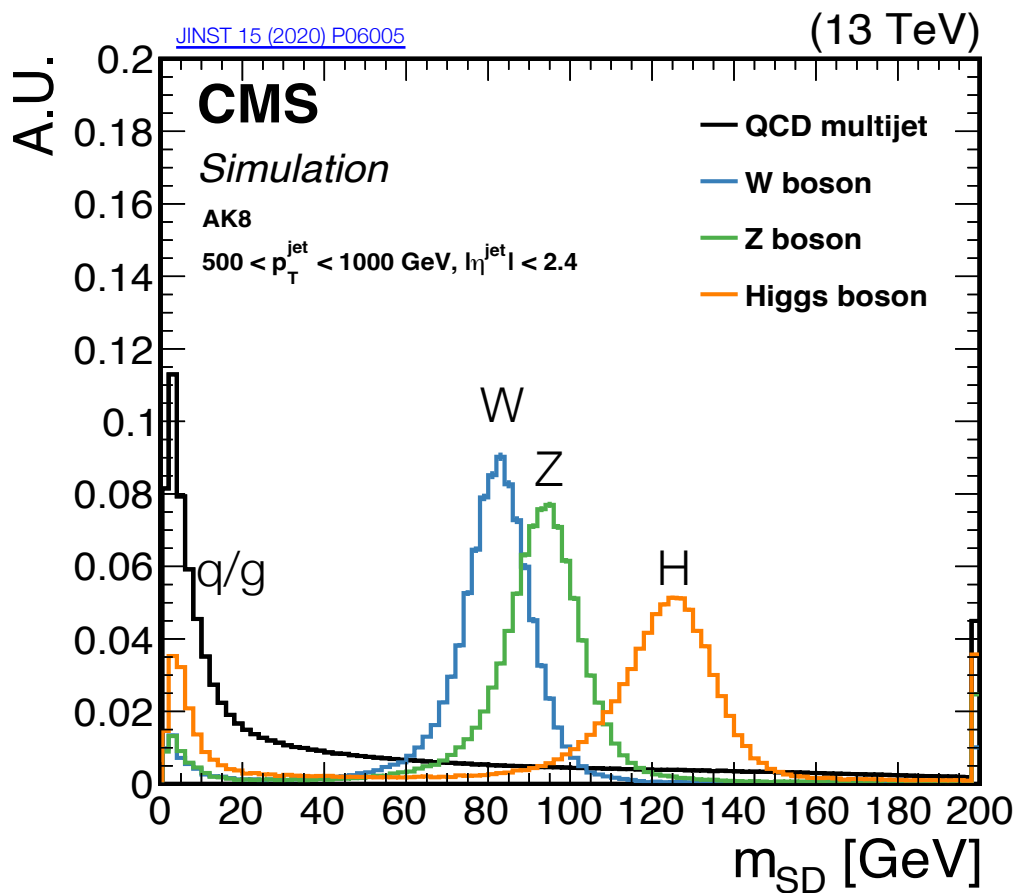 JINST 15 (2020) P06005
(13 TeV)
A.U.
CMS
Simulation
AK8
500 < p_T^jet < 1000 GeV, |η^jet| < 2.4
QCD multijet
W boson
Z boson
Higgs boson
0.2
0.18
0.16
0.14
0.12
0.1
0.08
0.06
0.04
0.02
0
W
Z
H
q/g
0 20 40 60 80 100 120 140 160 180 200
m_SD [GeV]